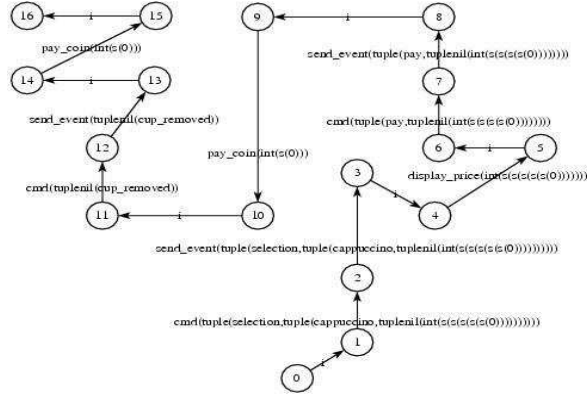 16 i 15 9 i 8
pay_coin(int(s(0)))
send_event(tuple(pay,tuplenil(int(s(s(s(s(0))))))))
14 i 13 7
send_event(tuplenil(cup_removed))
cmd(tuple(pay,tuplenil(int(s(s(s(s(0))))))))
12 6 i 5
pay_coin(int(s(0)))
3 display_price(int(s(s(s(s(s(0)))))))
cmd(tuplenil(cup_removed))
i
11 i 10 4
send_event(tuple(selection,tuple(cappuccino,tuplenil(int(s(s(s(s(s(0))))))))))
2
cmd(tuple(selection,tuple(cappuccino,tuplenil(int(s(s(s(s(s(0))))))))))
1
i
0